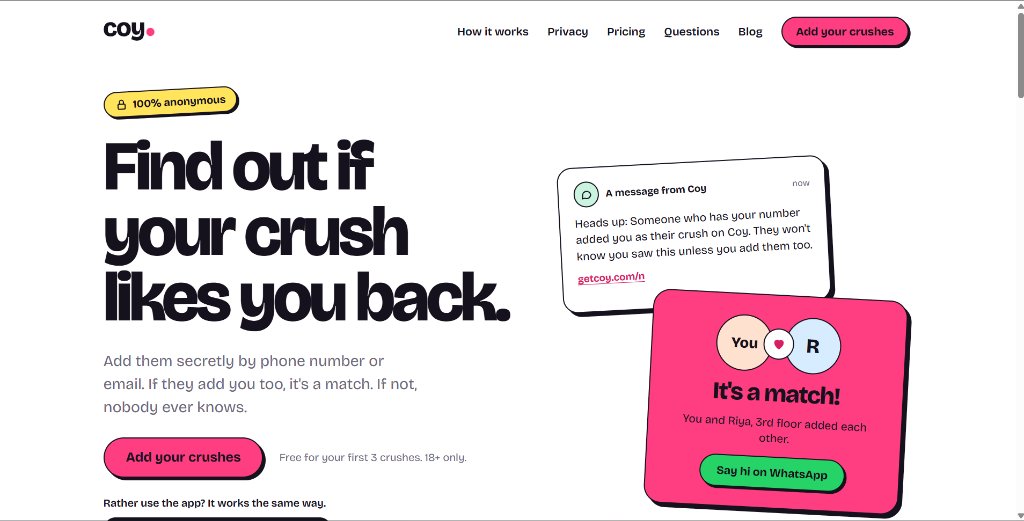 coy.
How it works Privacy Pricing Questions Blog Add your crushes
100% anonymous
Find out if
your crush
likes you back.
Add them secretly by phone number or
email. If they add you too, it's a match. If not,
nobody ever knows.
Add your crushes
Free for your first 3 crushes. 18+ only.
Rather use the app? It works the same way.
A message from Coy
now
Heads up: Someone who has your number
added you as their crush on Coy. They won't
know you saw this unless you add them too.
getcoy.com/n
You
R
It's a match!
You and Riya, 3rd floor added each
other.
Say hi on WhatsApp